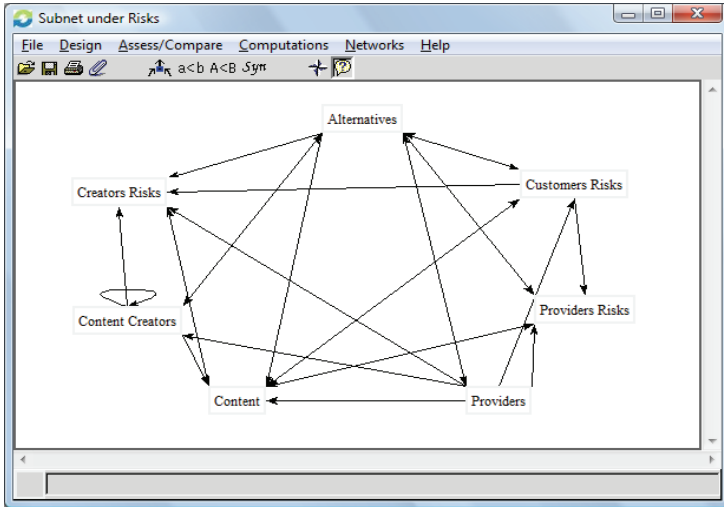 Subnet under Risks
File Design Assess/Compare Computations Networks Help
a<b A<B Syn
Alternatives
Creators Risks
Customers Risks
Content Creators
Providers Risks
Content
Providers